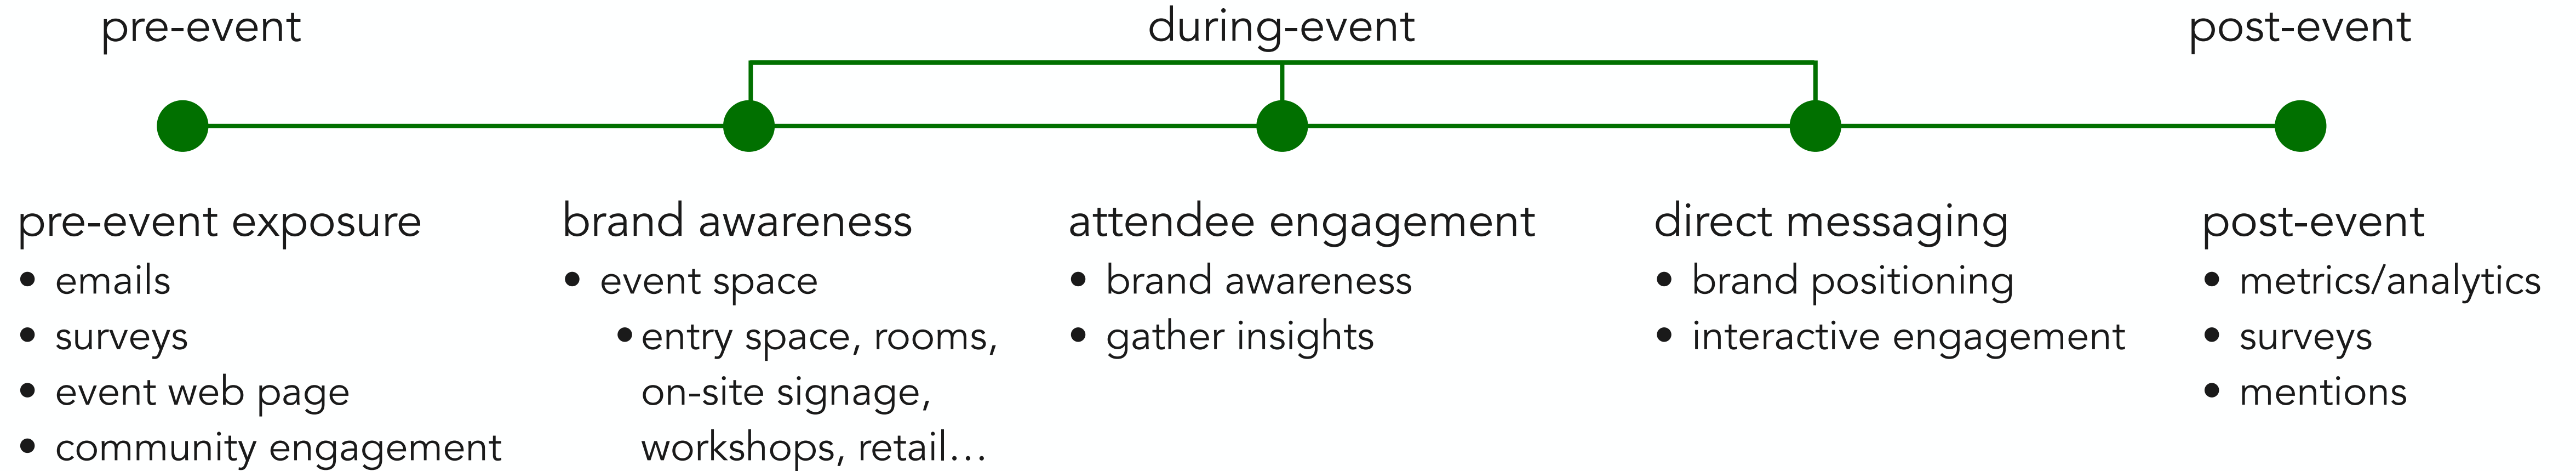 pre-event
during-event
post-event
pre-event exposure
• emails
• surveys
• event web page
• community engagement
brand awareness
• event space
• entry space, rooms,
on-site signage,
workshops, retail…
attendee engagement
• brand awareness
• gather insights
direct messaging
• brand positioning
• interactive engagement
post-event
• metrics/analytics
• surveys
• mentions